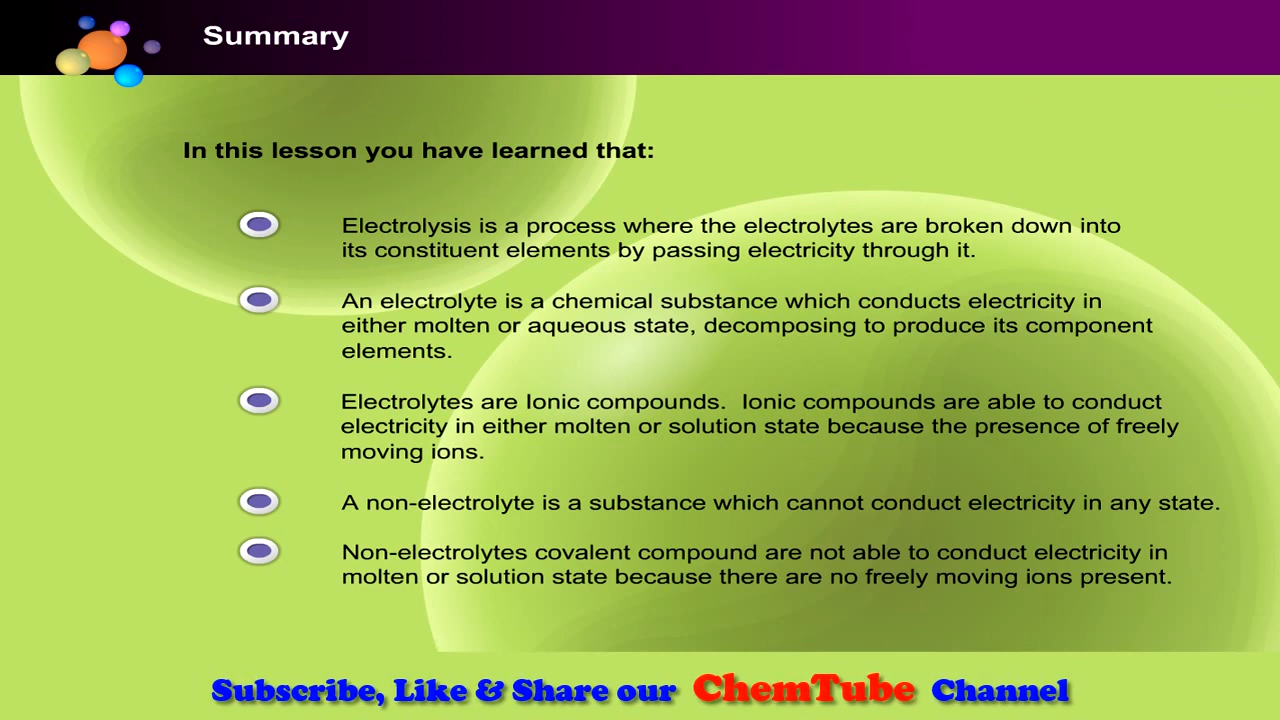 Summary
In this lesson you have learned that:
Electrolysis is a process where the electrolytes are broken down into
its constituent elements by passing electricity through it.
An electrolyte is a chemical substance which conducts electricity in
either molten or aqueous state, decomposing to produce its component
elements.
Electrolytes are Ionic compounds.  Ionic compounds are able to conduct
electricity in either molten or solution state because the presence of freely
moving ions.
A non-electrolyte is a substance which cannot conduct electricity in any state.
Non-electrolytes covalent compound are not able to conduct electricity in
molten or solution state because there are no freely moving ions present.
Subscribe, Like & Share our ChemTube Channel